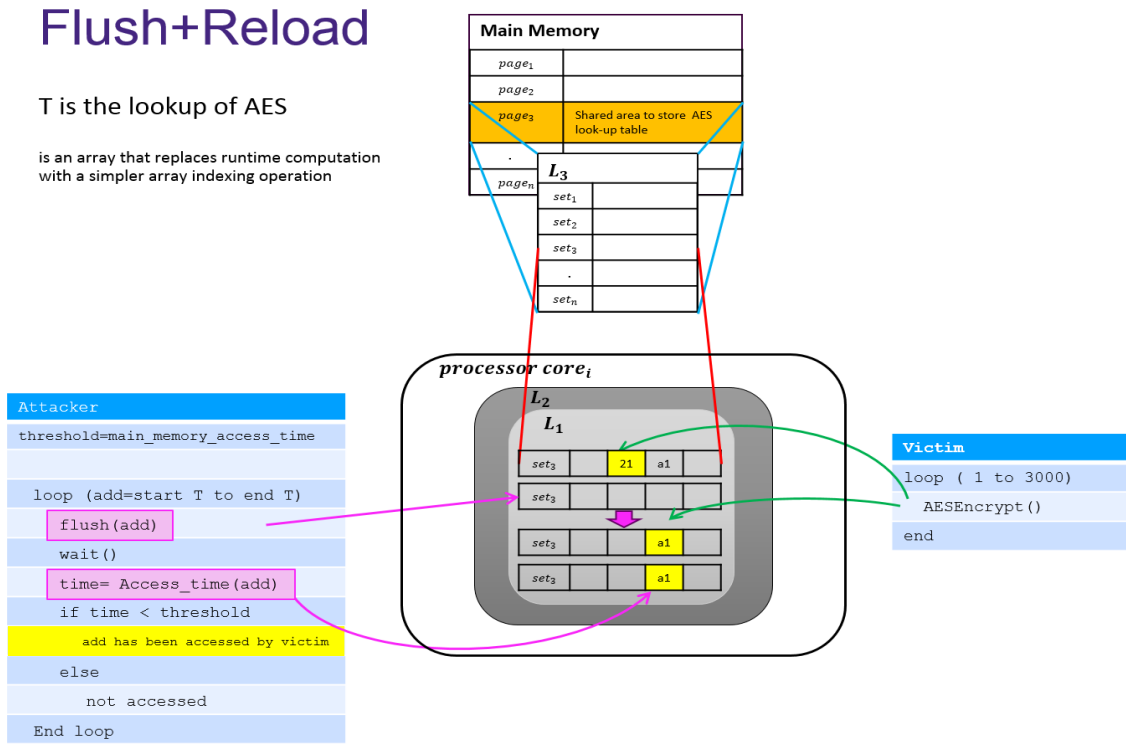 Flush+Reload
T is the lookup of AES
is an array that replaces runtime computation
with a simpler array indexing operation
Main Memory
page₁
page₂
page₃ Shared area to store AES
look-up table
.
pageₙ
L₃
set₁
set₂
set₃
.
setₙ
processor coreᵢ
L₂
L₁
set₃ 21 a1
set₃
set₃ a1
set₃ a1
Attacker
threshold=main_memory_access_time
loop (add=start T to end T)
flush(add)
wait()
time= Access_time(add)
if time < threshold
add has been accessed by victim
else
not accessed
End loop
Victim
loop ( 1 to 3000)
AESEncrypt()
end